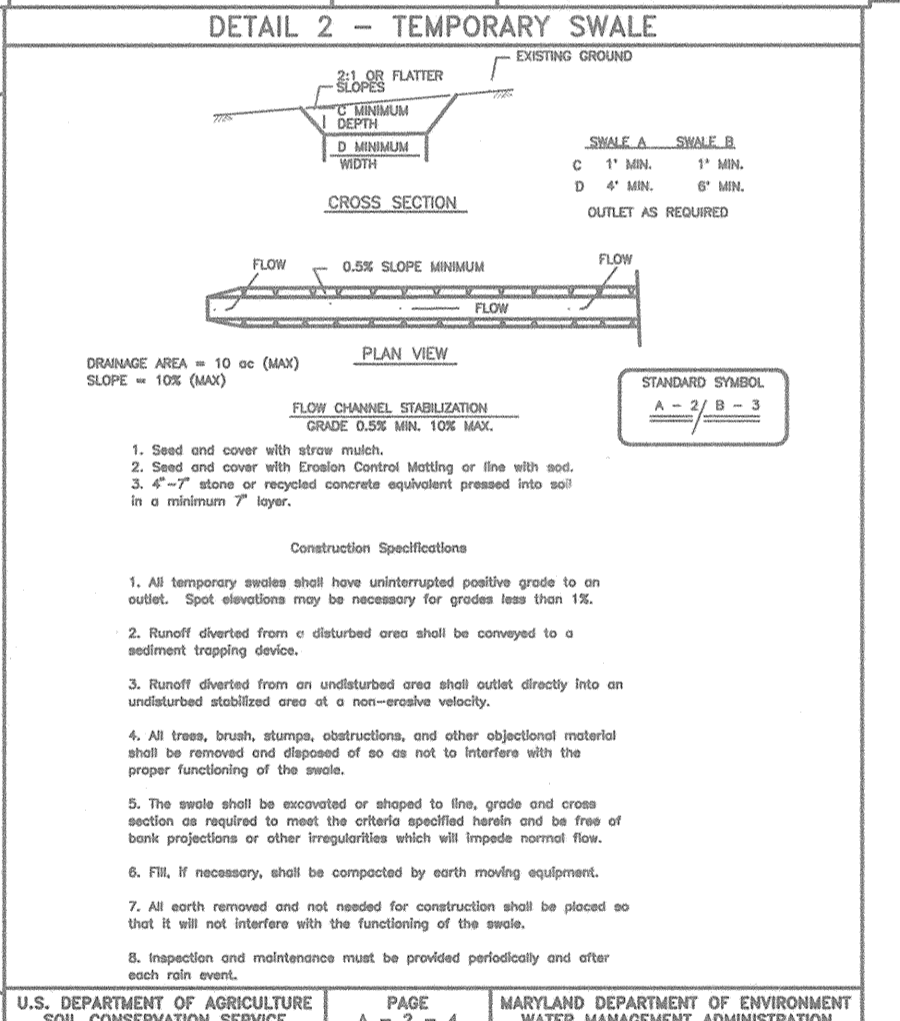 DETAIL 2 - TEMPORARY SWALE
EXISTING GROUND
2:1 OR FLATTER
SLOPES
C MINIMUM
DEPTH
D MINIMUM
WIDTH
CROSS SECTION
SWALE A SWALE B
C 1' MIN. 1' MIN.
D 4' MIN. 6' MIN.
OUTLET AS REQUIRED
FLOW
0.5% SLOPE MINIMUM
FLOW
FLOW
PLAN VIEW
DRAINAGE AREA = 10 ac (MAX)
SLOPE = 10% (MAX)
STANDARD SYMBOL
A - 2/ B - 3
FLOW CHANNEL STABILIZATION
GRADE 0.5% MIN. 10% MAX.
1. Seed and cover with straw mulch.
2. Seed and cover with Erosion Control Matting or line with sod.
3. 4"-7" stone or recycled concrete equivalent pressed into soil
in a minimum 7" layer.
Construction Specifications
1. All temporary swales shall have uninterrupted positive grade to an
outlet. Spot elevations may be necessary for grades less than 1%.
2. Runoff diverted from a disturbed area shall be conveyed to a
sediment trapping device.
3. Runoff diverted from an undisturbed area shall outlet directly into an
undisturbed stabilized area at a non-erosive velocity.
4. All trees, brush, stumps, obstructions, and other objectional material
shall be removed and disposed of so as not to interfere with the
proper functioning of the swale.
5. The swale shall be excavated or shaped to line, grade and cross
section as required to meet the criteria specified herein and be free of
bank projections or other irregularities which will impede normal flow.
6. Fill, if necessary, shall be compacted by earth moving equipment.
7. All earth removed and not needed for construction shall be placed so
that it will not interfere with the functioning of the swale.
8. Inspection and maintenance must be provided periodically and after
each rain event.
U.S. DEPARTMENT OF AGRICULTURE
SOIL CONSERVATION SERVICE
PAGE
A - 2 - 4
MARYLAND DEPARTMENT OF ENVIRONMENT
WATER MANAGEMENT ADMINISTRATION